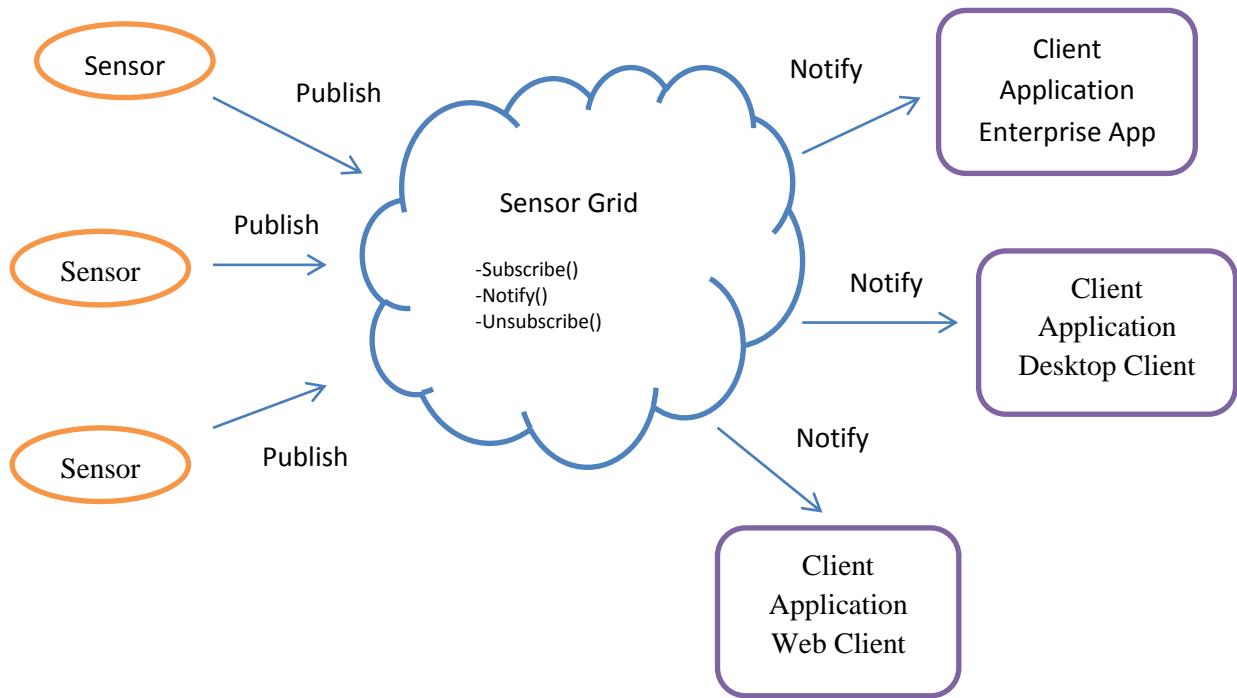 Sensor
Publish
Publish
Sensor
Publish
Sensor
Sensor Grid
-Subscribe()
-Notify()
-Unsubscribe()
Notify
Client
Application
Enterprise App
Notify
Client
Application
Desktop Client
Notify
Client
Application
Web Client